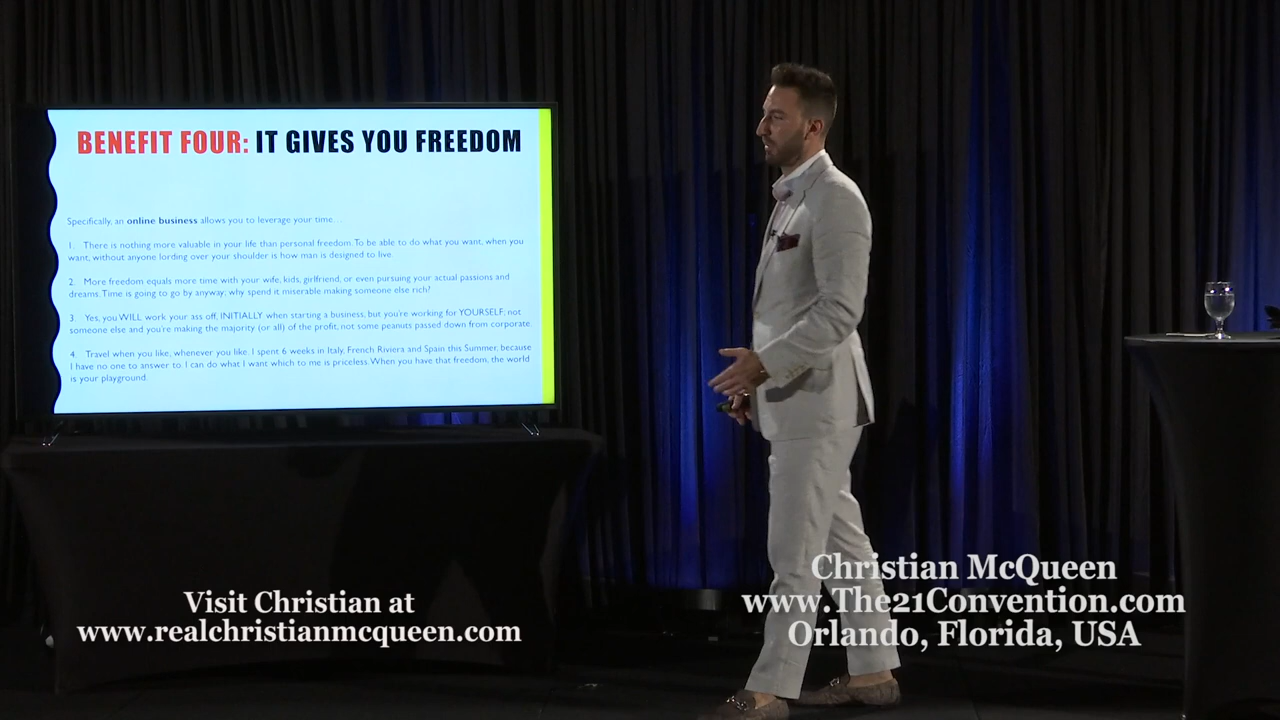 BENEFIT FOUR: IT GIVES YOU FREEDOM
Specifically, an online business allows you to leverage your time…
1. There is nothing more valuable in your life than personal freedom. To be able to do what you want, when you
want, without anyone lording over your shoulder is how man is designed to live.
2. More freedom equals more time with your wife, kids, girlfriend, or even pursuing your actual passions and
dreams. Time is going to go by anyway; why spend it miserable making someone else rich?
3. Yes, you WILL work your ass off, INITIALLY when starting a business, but you're working for YOURSELF; not
someone else and you're making the majority (or all) of the profit, not some peanuts passed down from corporate.
4. Travel when you like, whenever you like. I spent 6 weeks in Italy, French Riviera and Spain this Summer, because
I have no one to answer to I can do what I want which to me is priceless. When you have that freedom, the world
is your playground.
Visit Christian at
www.realchristianmcqueen.com
Christian McQueen
www.The21Convention.com
Orlando, Florida, USA